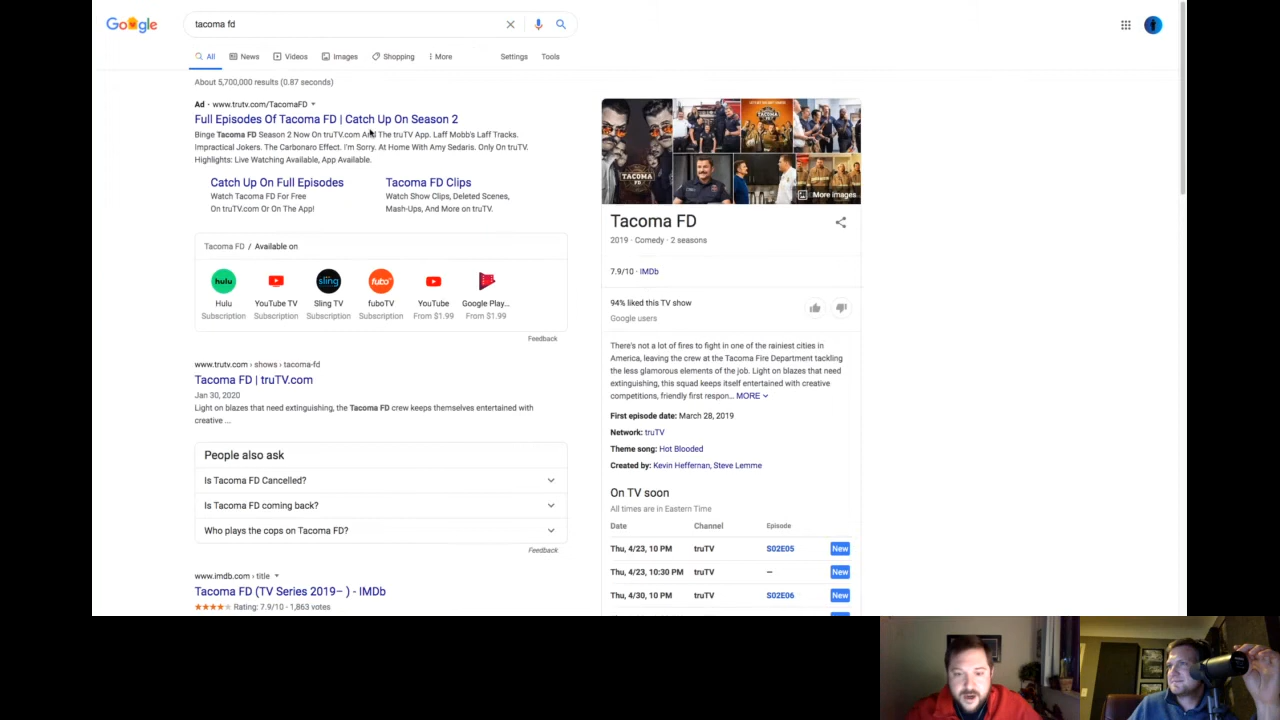 Google
tacoma fd
All
News
Videos
Images
Shopping
More
Settings
Tools
About 5,700,000 results (0.87 seconds)
Ad · www.trutv.com/TacomaFD
Full Episodes Of Tacoma FD | Catch Up On Season 2
Binge Tacoma FD Season 2 Now On truTV.com And The truTV App. Laff Mobb's Laff Tracks.
Impractical Jokers. The Carbonaro Effect. I'm Sorry. At Home With Amy Sedaris. Only On truTV.
Highlights: Live Watching Available, App Available.
Catch Up On Full Episodes
Watch Tacoma FD For Free
On truTV.com Or On The App!
Tacoma FD Clips
Watch Show Clips, Deleted Scenes,
Mash-Ups, And More on truTV.
Tacoma FD / Available on
hulu
sling
fubo
Hulu
Subscription
YouTube TV
Subscription
Sling TV
Subscription
fuboTV
Subscription
YouTube
From $1.99
Google Play...
From $1.99
Feedback
www.trutv.com › shows › tacoma-fd
Tacoma FD | truTV.com
Jan 30, 2020
Light on blazes that need extinguishing, the Tacoma FD crew keeps themselves entertained with
creative ...
People also ask
Is Tacoma FD Cancelled?
Is Tacoma FD coming back?
Who plays the cops on Tacoma FD?
Feedback
www.imdb.com › title
Tacoma FD (TV Series 2019– ) - IMDb
Rating: 7.9/10 · 1,863 votes
TACOMA FD
More images
Tacoma FD
2019 · Comedy · 2 seasons
7.9/10 · IMDb
94% liked this TV show
Google users
There's not a lot of fires to fight in one of the rainiest cities in
America, leaving the crew at the Tacoma Fire Department tackling
the less glamorous elements of the job. Light on blazes that need
extinguishing, this squad keeps itself entertained with creative
competitions, friendly first respon... MORE
First episode date: March 28, 2019
Network: truTV
Theme song: Hot Blooded
Created by: Kevin Heffernan, Steve Lemme
On TV soon
All times are in Eastern Time
Date Channel Episode
Thu, 4/23, 10 PM truTV S02E05 New
Thu, 4/23, 10:30 PM truTV – New
Thu, 4/30, 10 PM truTV S02E06 New